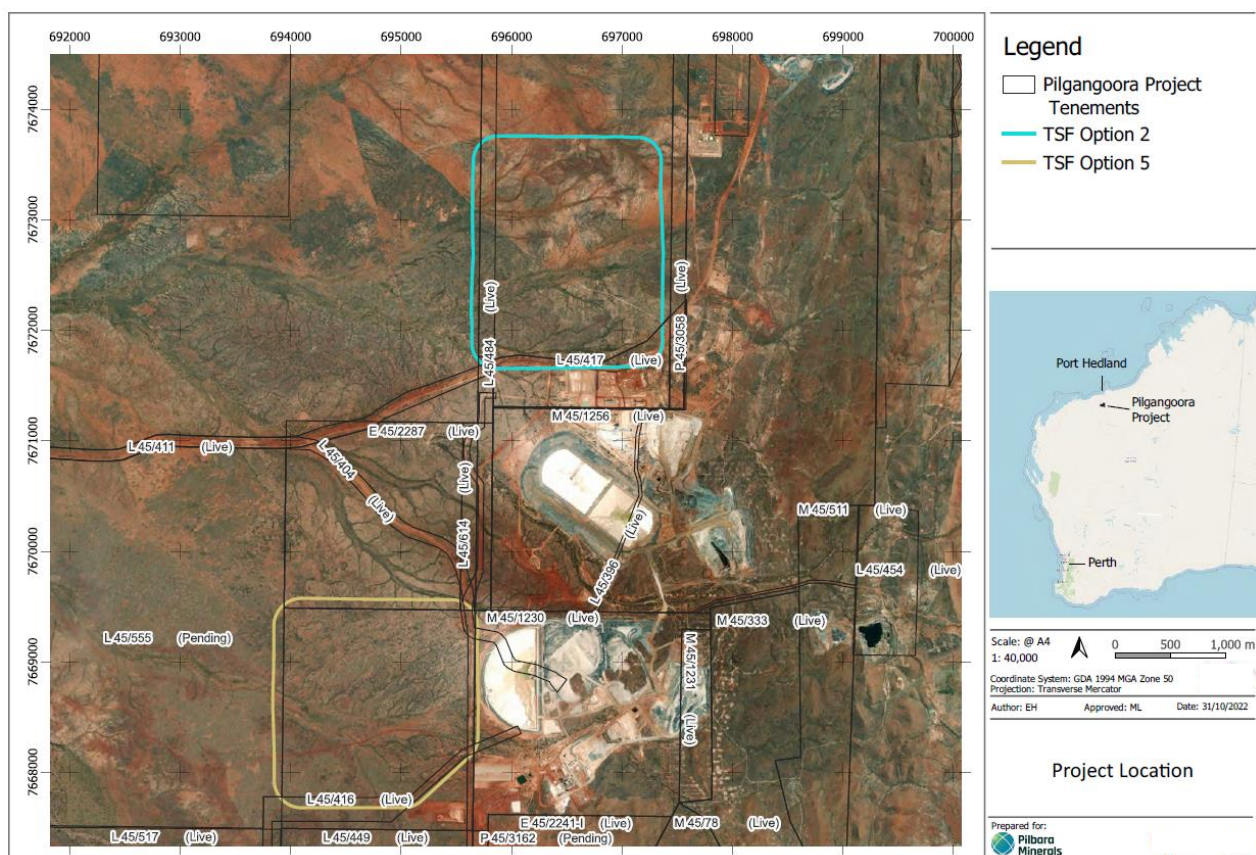 692000 693000 694000 695000 696000 697000 698000 699000 700000
7674000
7673000
7672000
7671000
7670000
7669000
7668000
L 45/484 (Live)
(Live)
P 45/3058
L 45/417 (Live)
M 45/1256 (Live)
E 45/2287 (Live)
L 45/411 (Live)
L 45/404 (Live)
L 45/614 (Live)
L 45/396 (Live)
M 45/511 (Live)
L 45/454 (Live)
M 45/1230 (Live)
M 45/333 (Live)
L 45/555 (Pending)
M 45/1231 (Live)
L 45/416 (Live)
L 45/517 (Live)
L 45/449 (Live)
E 45/2241-I (Live)
P 45/3162 (Pending)
M 45/78 (Live)
Legend
Pilgangoora Project
Tenements
TSF Option 2
TSF Option 5
Port Hedland
Pilgangoora
Project
Perth
Scale: @ A4
1: 40,000
0 500 1,000 m
Coordinate System: GDA 1994 MGA Zone 50
Projection: Transverse Mercator
Author: EH Approved: ML Date: 31/10/2022
Project Location
Prepared for:
Pilbara
Minerals